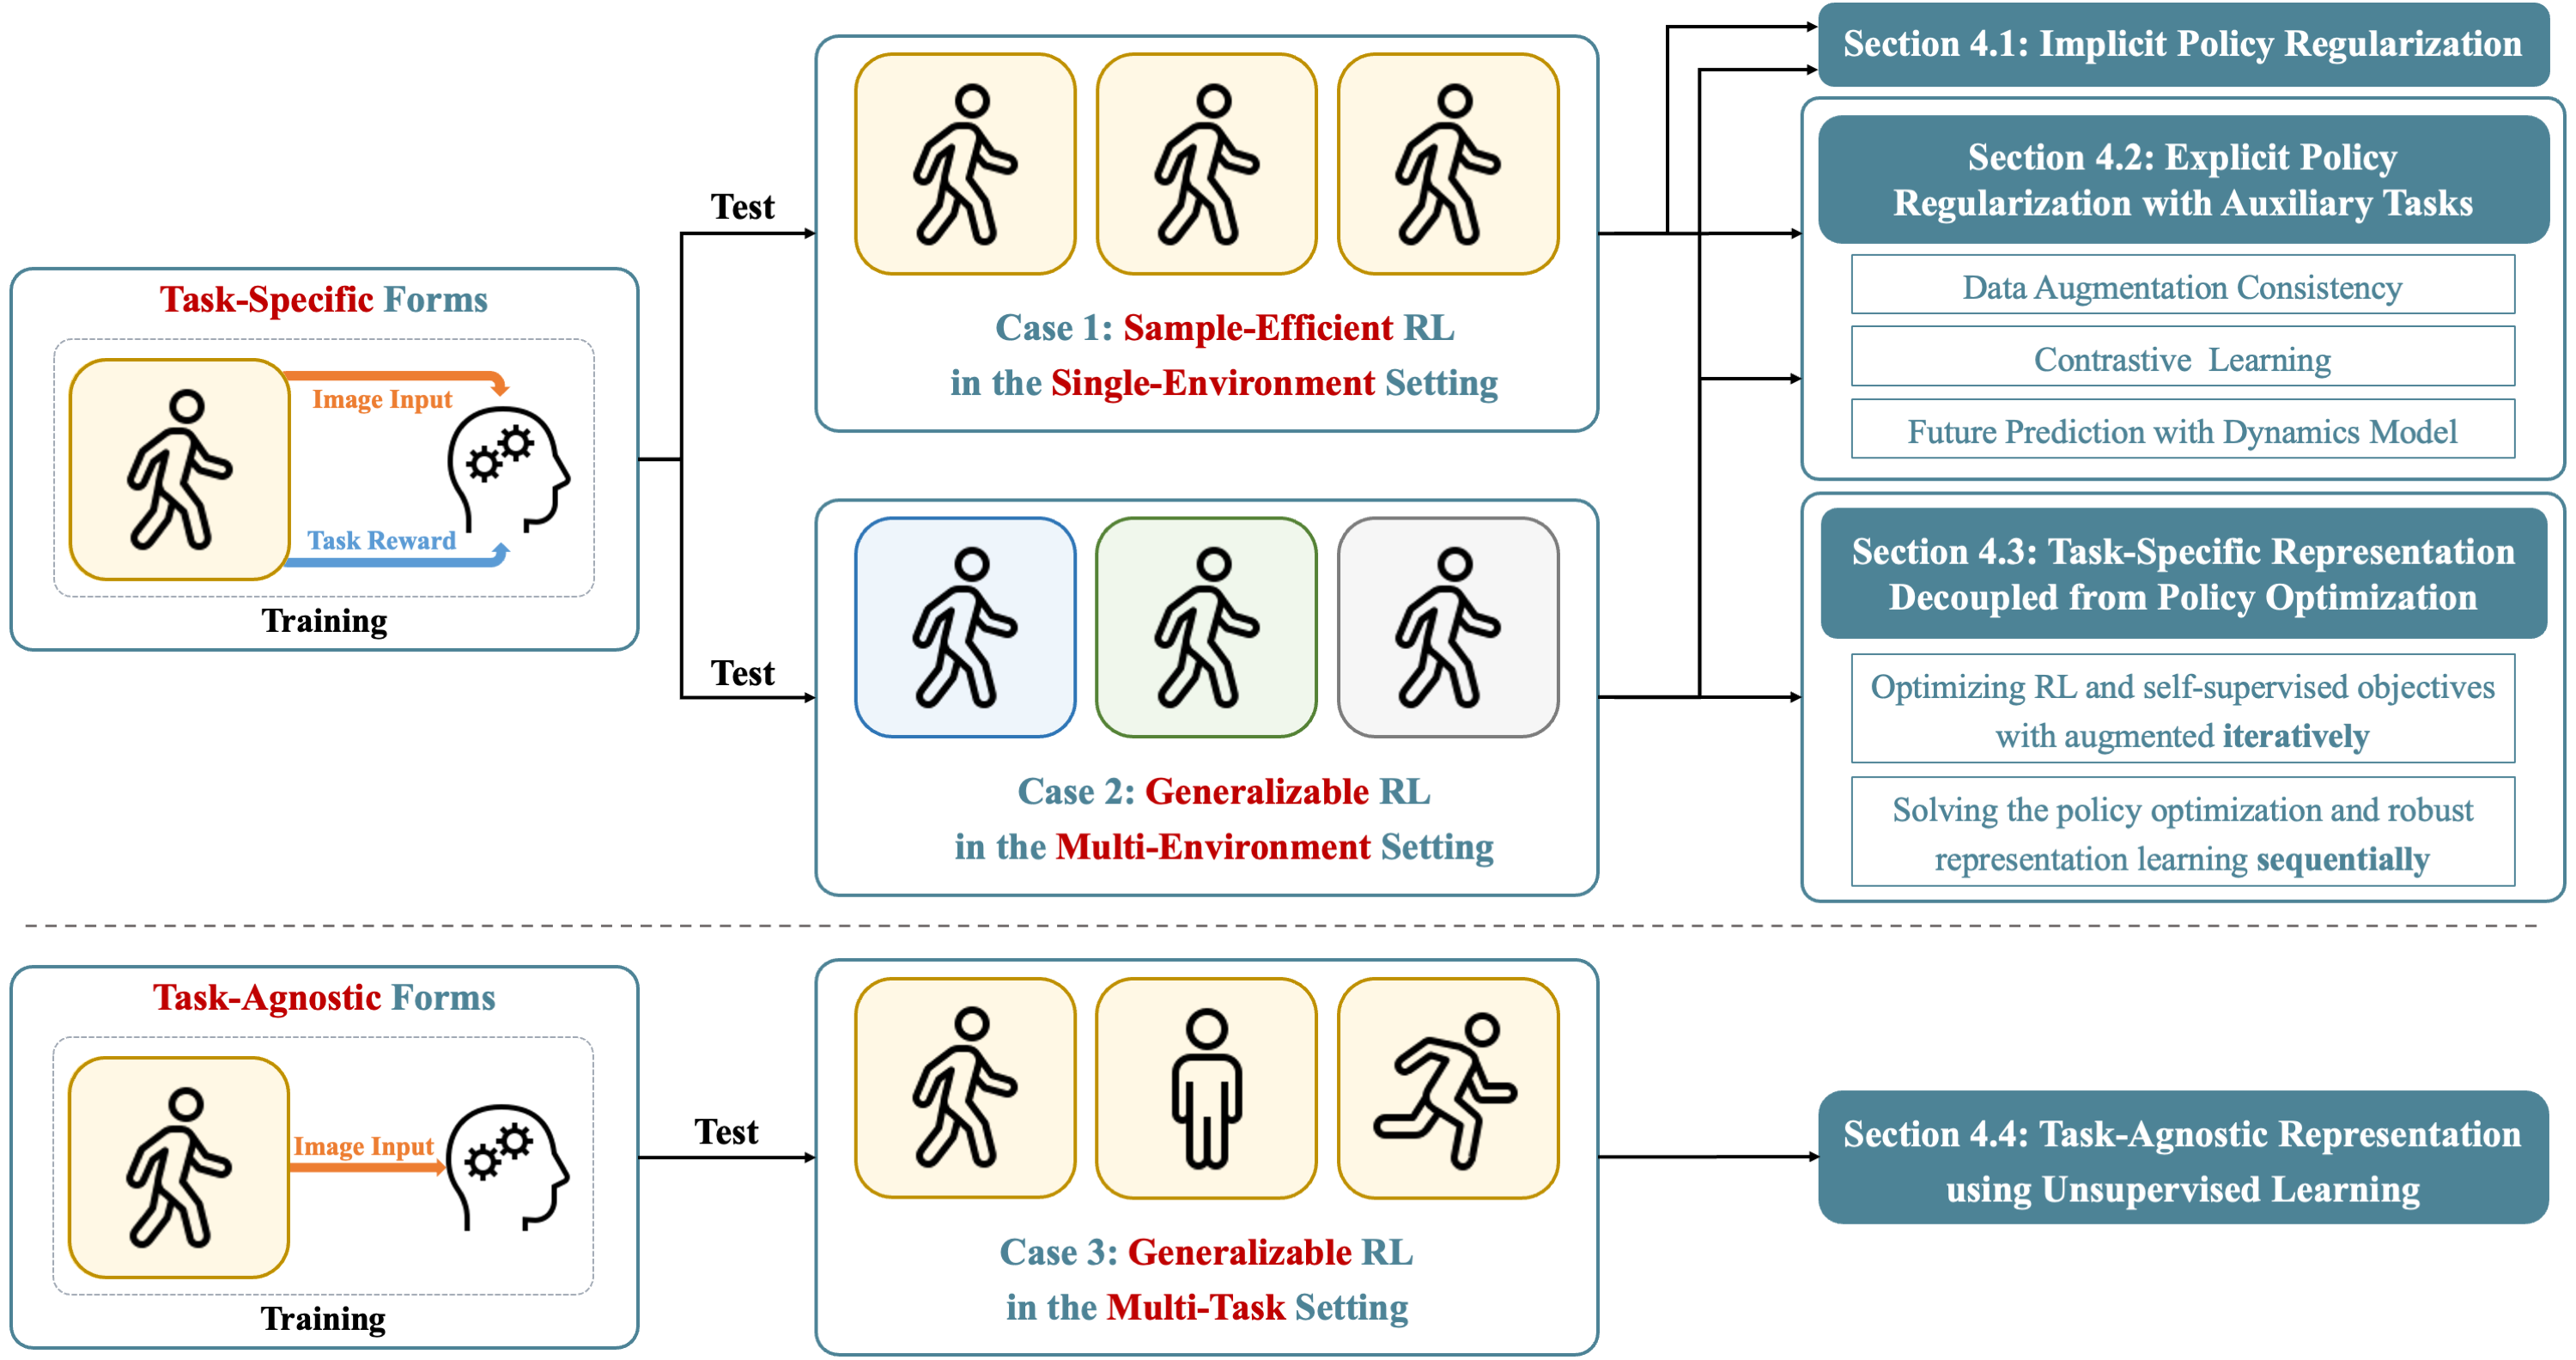 Task-Specific Forms
Image Input
Task Reward
Training
Test
Test
Case 1: Sample-Efficient RL
in the Single-Environment Setting
Case 2: Generalizable RL
in the Multi-Environment Setting
Section 4.1: Implicit Policy Regularization
Section 4.2: Explicit Policy
Regularization with Auxiliary Tasks
Data Augmentation Consistency
Contrastive Learning
Future Prediction with Dynamics Model
Section 4.3: Task-Specific Representation
Decoupled from Policy Optimization
Optimizing RL and self-supervised objectives
with augmented iteratively
Solving the policy optimization and robust
representation learning sequentially
Task-Agnostic Forms
Image Input
Training
Test
Case 3: Generalizable RL
in the Multi-Task Setting
Section 4.4: Task-Agnostic Representation
using Unsupervised Learning